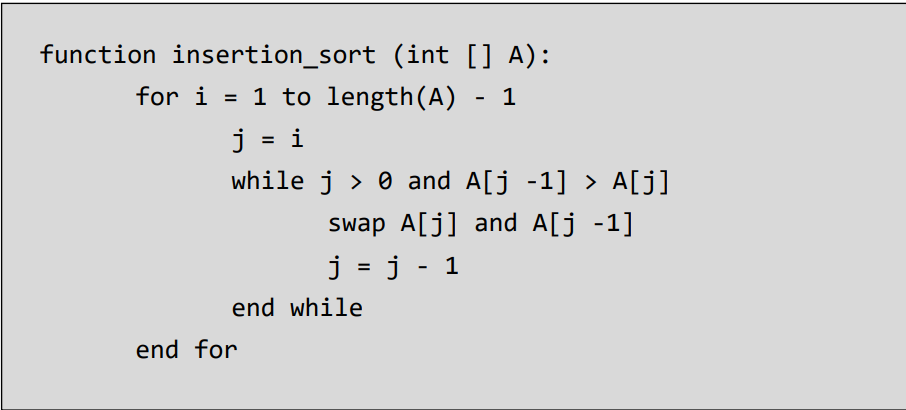 function insertion_sort (int [] A):
for i = 1 to length(A) - 1
j = i
while j > 0 and A[j -1] > A[j]
swap A[j] and A[j -1]
j = j - 1
end while
end for